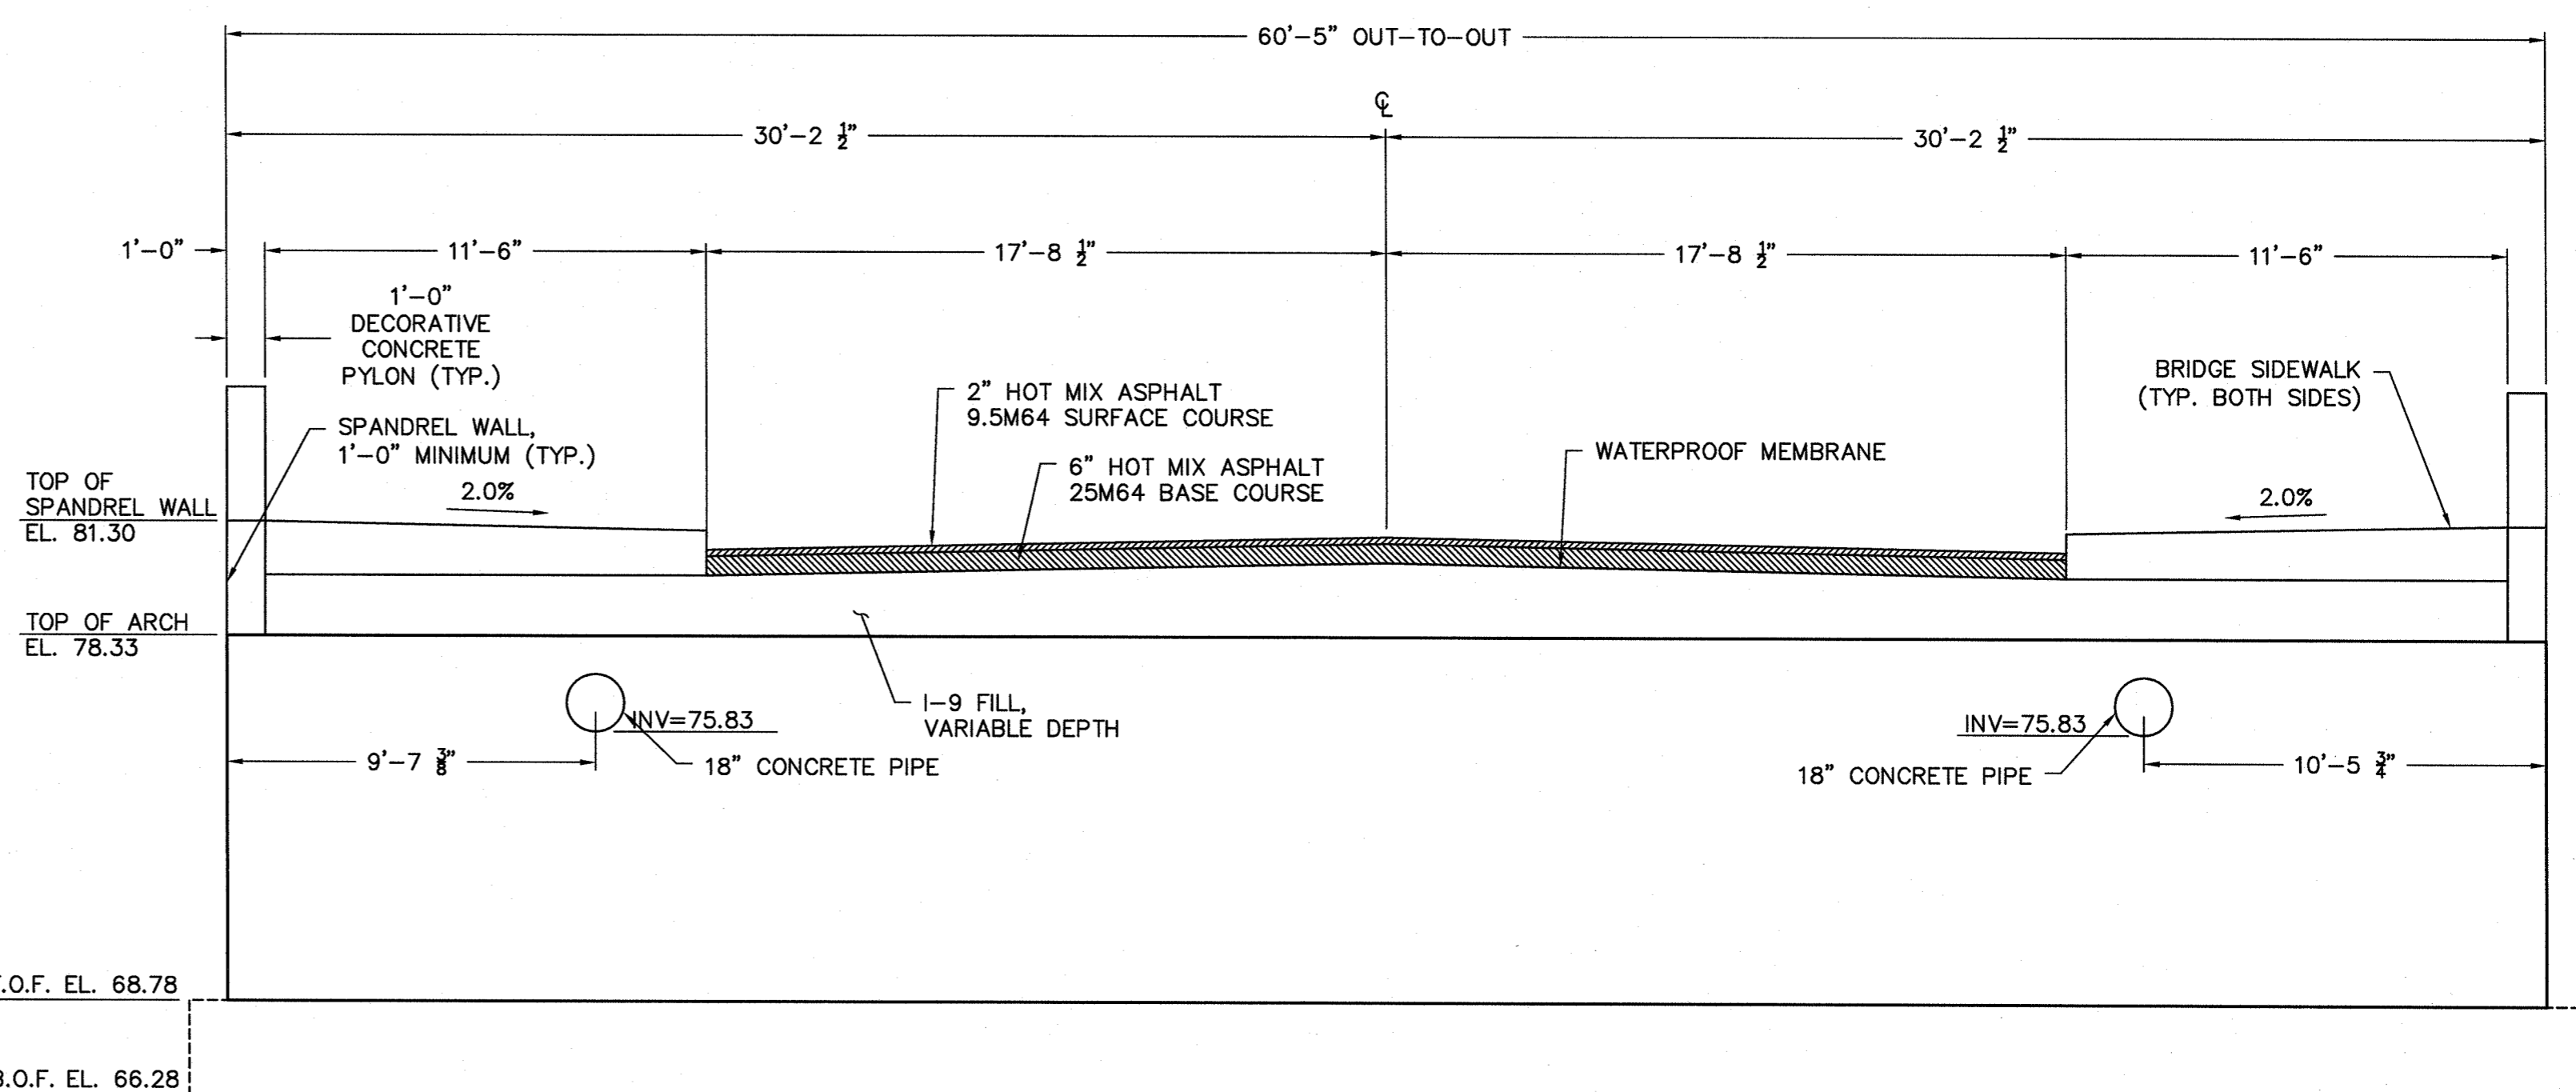 60'-5" OUT-TO-OUT
℄
30'-2 1/2"
30'-2 1/2"
1'-0"
11'-6"
17'-8 1/2"
17'-8 1/2"
11'-6"
1'-0"
DECORATIVE
CONCRETE
PYLON (TYP.)
SPANDREL WALL,
1'-0" MINIMUM (TYP.)
2.0%
2" HOT MIX ASPHALT
9.5M64 SURFACE COURSE
6" HOT MIX ASPHALT
25M64 BASE COURSE
WATERPROOF MEMBRANE
BRIDGE SIDEWALK
(TYP. BOTH SIDES)
2.0%
TOP OF
SPANDREL WALL
EL. 81.30
TOP OF ARCH
EL. 78.33
INV=75.83
9'-7 3/8"
18" CONCRETE PIPE
I-9 FILL,
VARIABLE DEPTH
INV=75.83
18" CONCRETE PIPE
10'-5 3/4"
.O.F. EL. 68.78
B.O.F. EL. 66.28